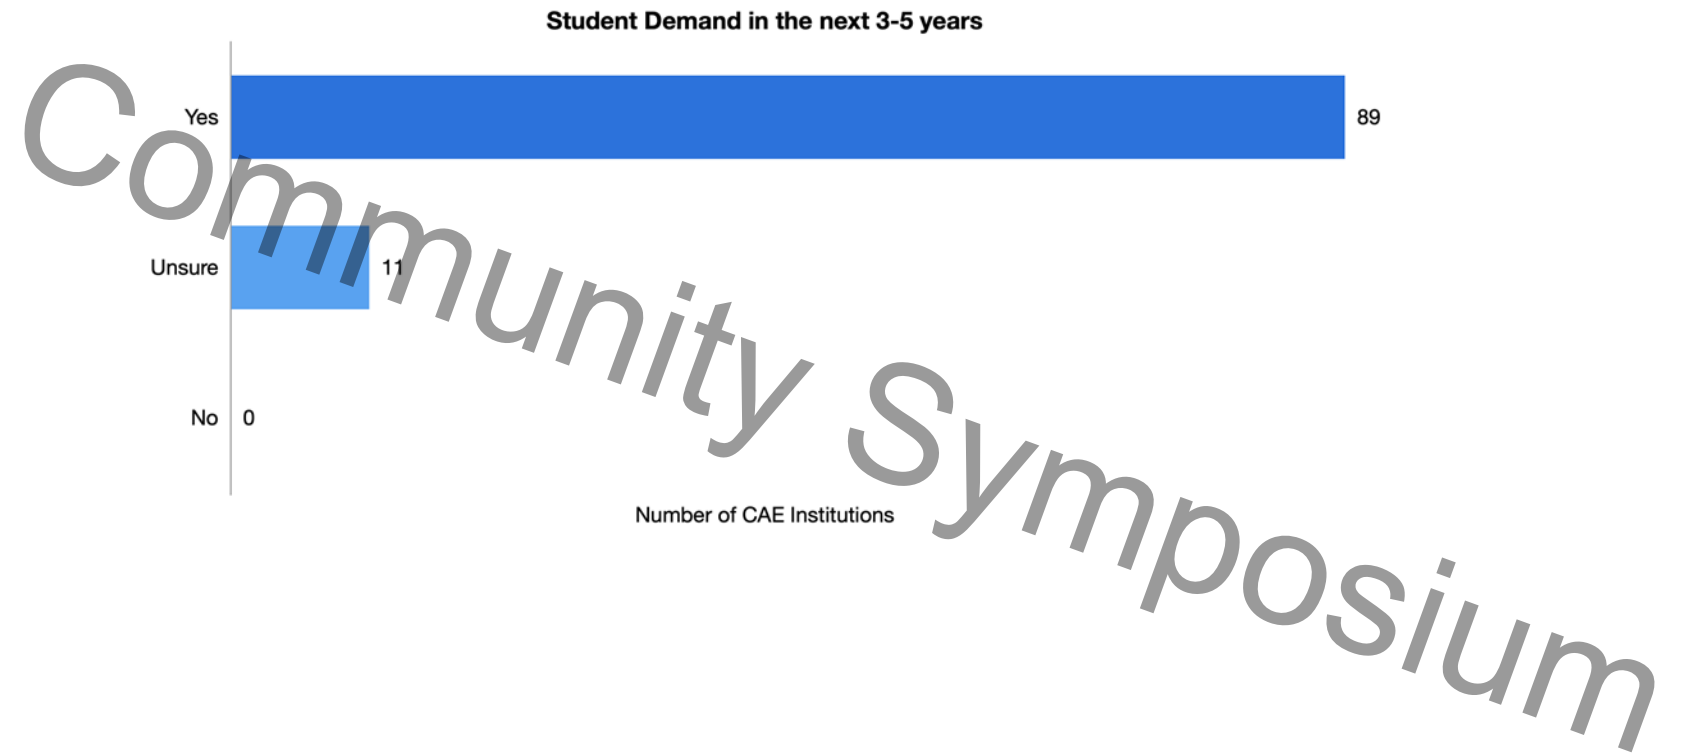 Student Demand in the next 3-5 years
Yes
89
Unsure
11
No
0
Number of CAE Institutions
Community Symposium